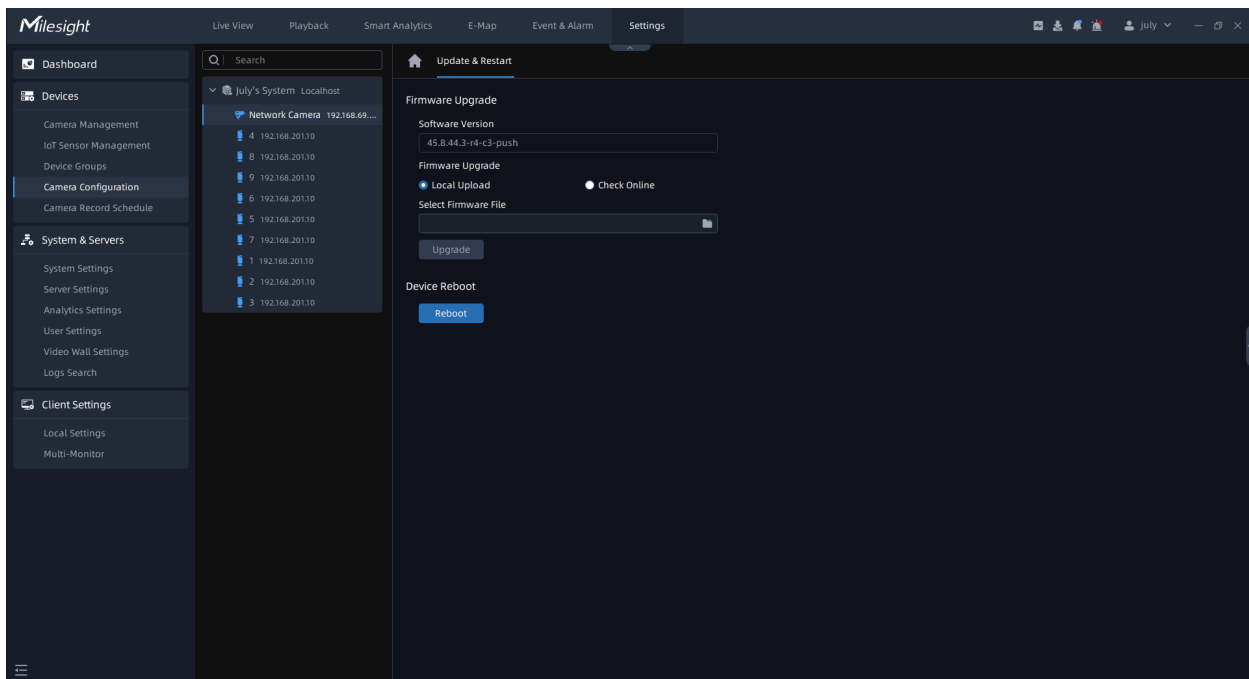 Milesight
Live View Playback Smart Analytics E-Map Event & Alarm Settings july
Dashboard
Devices
Camera Management
IoT Sensor Management
Device Groups
Camera Configuration
Camera Record Schedule
System & Servers
System Settings
Server Settings
Analytics Settings
User Settings
Video Wall Settings
Logs Search
Client Settings
Local Settings
Multi-Monitor
Search
July's System Localhost
Network Camera 192.168.69....
4 192.168.201.10
8 192.168.201.10
9 192.168.201.10
6 192.168.201.10
5 192.168.201.10
7 192.168.201.10
1 192.168.201.10
2 192.168.201.10
3 192.168.201.10
Update & Restart
Firmware Upgrade
Software Version
45.8.44.3-r4-c3-push
Firmware Upgrade
Local Upload Check Online
Select Firmware File
Upgrade
Device Reboot
Reboot